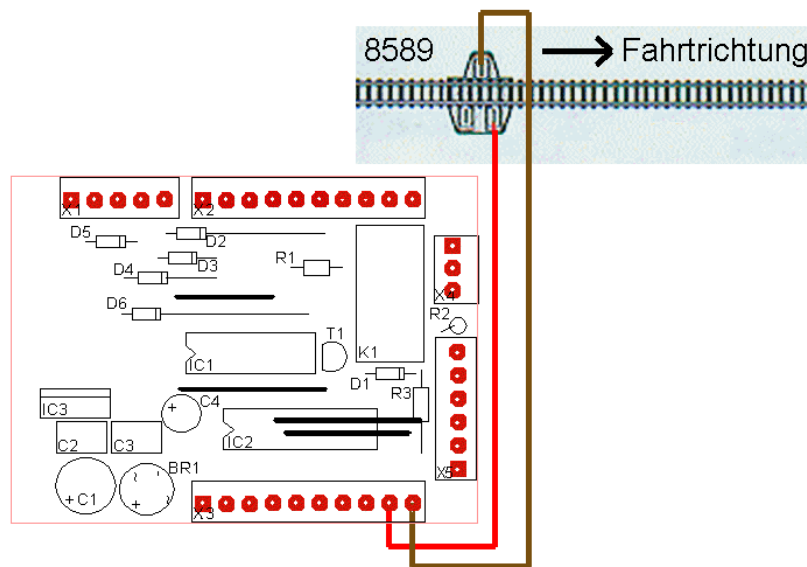 8589 Fahrtrichtung
X1 X2
D5 D2
D3
D4 R1
X4
D6
R2
T1
IC1 K1
D1
R3
C4
IC3
IC2
C2 C3
X5
BR1
+C1 +
X3